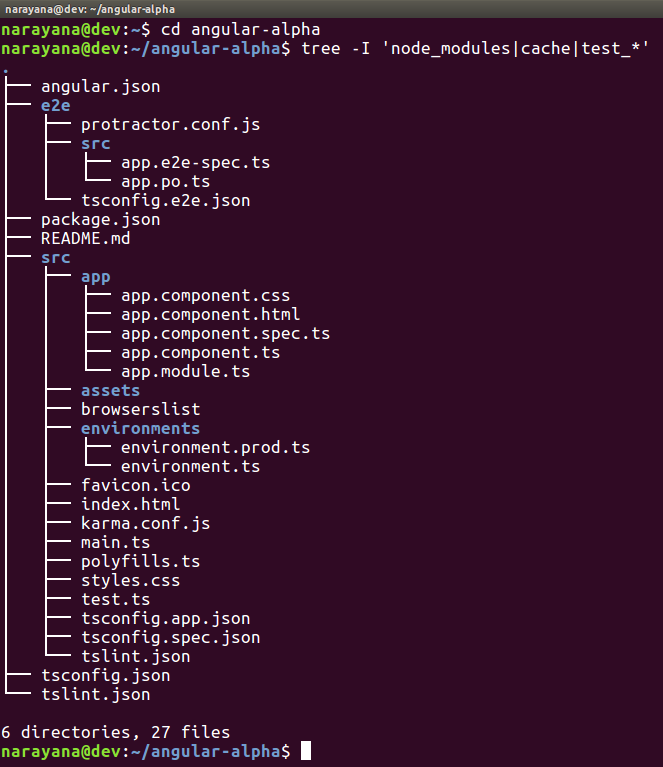 narayana@dev: ~/angular-alpha
narayana@dev:~$ cd angular-alpha
narayana@dev:~/angular-alpha$ tree -I 'node_modules|cache|test_*'
.
├── angular.json
├── e2e
│   ├── protractor.conf.js
│   ├── src
│   │   ├── app.e2e-spec.ts
│   │   └── app.po.ts
│   └── tsconfig.e2e.json
├── package.json
├── README.md
├── src
│   ├── app
│   │   ├── app.component.css
│   │   ├── app.component.html
│   │   ├── app.component.spec.ts
│   │   ├── app.component.ts
│   │   └── app.module.ts
│   ├── assets
│   ├── browserslist
│   ├── environments
│   │   ├── environment.prod.ts
│   │   └── environment.ts
│   ├── favicon.ico
│   ├── index.html
│   ├── karma.conf.js
│   ├── main.ts
│   ├── polyfills.ts
│   ├── styles.css
│   ├── test.ts
│   ├── tsconfig.app.json
│   ├── tsconfig.spec.json
│   └── tslint.json
├── tsconfig.json
└── tslint.json
6 directories, 27 files
narayana@dev:~/angular-alpha$